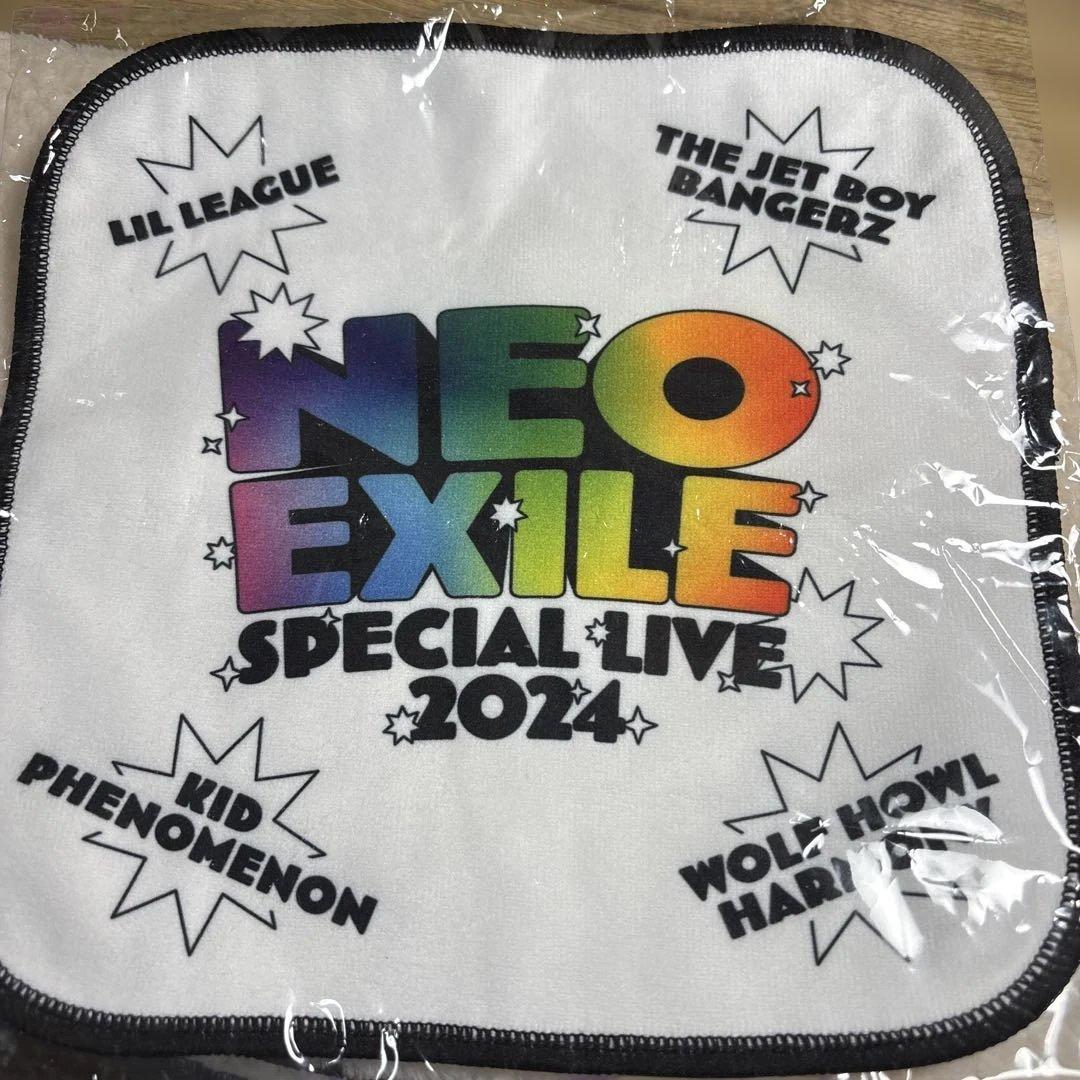 LIL LEAGUE
THE JET BOY
BANGERZ
NEO
EXILE
SPECIAL LIVE
2024
KID
PHENOMENON
WOLF HOWL